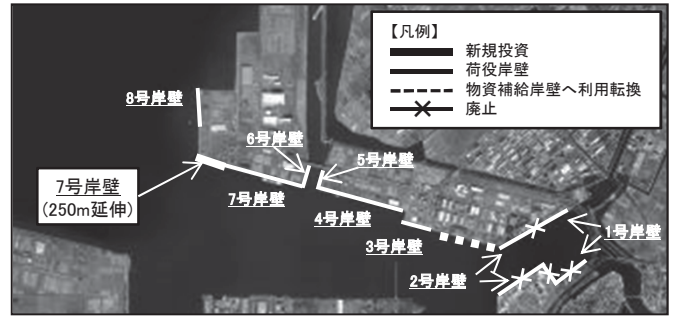 【凡例】
新規投資
荷役岸壁
物資補給岸壁へ利用転換
廃止
8号岸壁
6号岸壁
5号岸壁
7号岸壁
(250m延伸)
7号岸壁
4号岸壁
3号岸壁
2号岸壁
1号岸壁